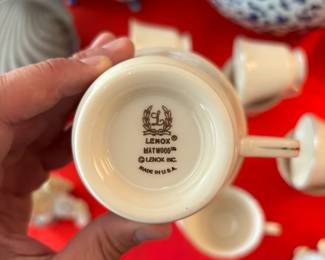 L
LENOX®
MAYWOOD™
© LENOX INC.
MADE IN U.S.A.